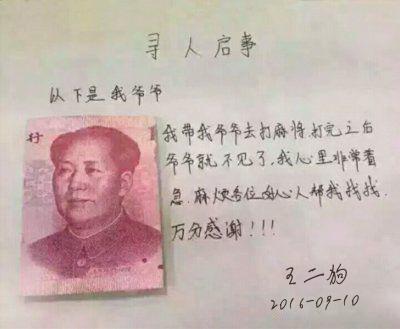 寻人启事
以下是我爷爷
我带我爷爷去打麻将打完之后
爷爷就不见了.我心里非常着
急.麻烦各位好心人帮我找找.
万分感谢!!!
王二狗
2016-09-10